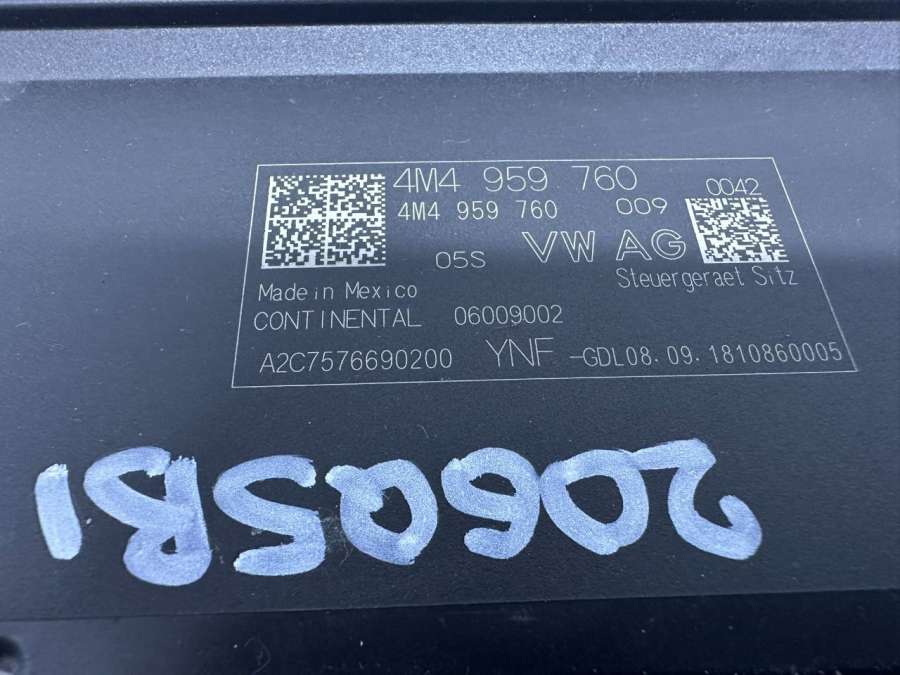 4M4 959 760
0042
4M4 959 760 009
05S VW AG
Steuergeraet Sitz
Made in Mexico
CONTINENTAL 06009002
A2C7576690200 YNF -GDL08.09.1810860005
206Q5B1